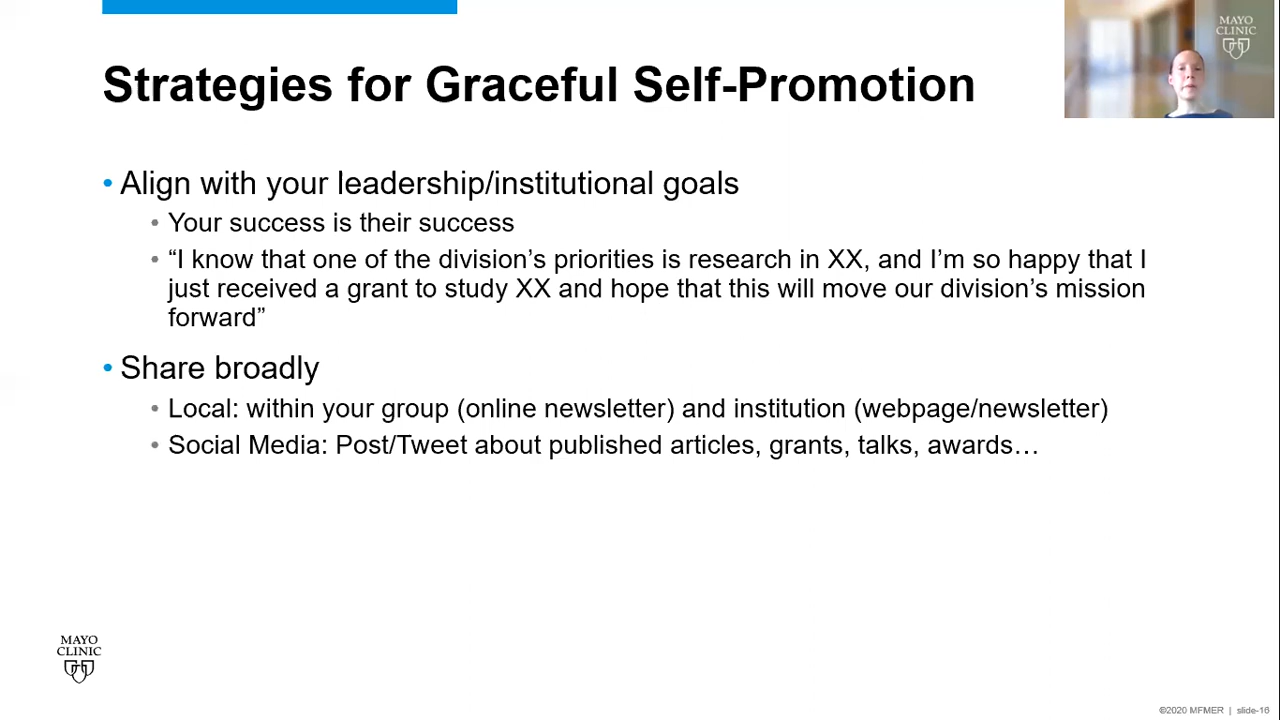 MAYO
CLINIC
Strategies for Graceful Self-Promotion
• Align with your leadership/institutional goals
• Your success is their success
• “I know that one of the division’s priorities is research in XX, and I’m so happy that I
just received a grant to study XX and hope that this will move our division’s mission
forward”
• Share broadly
• Local: within your group (online newsletter) and institution (webpage/newsletter)
• Social Media: Post/Tweet about published articles, grants, talks, awards…
MAYO
CLINIC
©2020 MFMER | slide-16